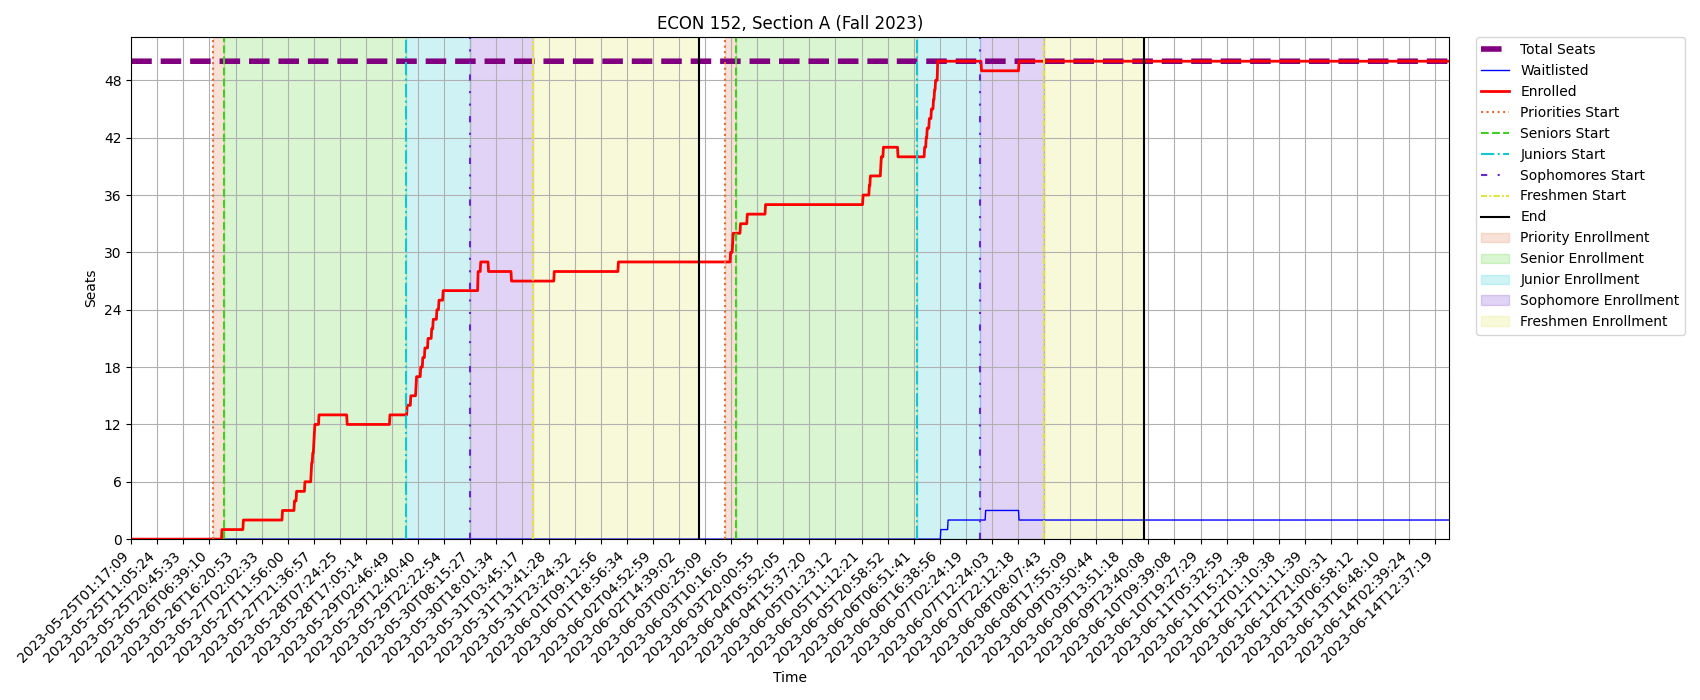 ECON 152, Section A (Fall 2023)
Seats
48
42
36
30
24
18
12
6
0
2023-05-25T01:17:09
2023-05-25T11:05:24
2023-05-25T20:45:33
2023-05-26T06:39:10
2023-05-26T16:20:53
2023-05-27T02:02:33
2023-05-27T11:56:00
2023-05-27T21:36:57
2023-05-28T07:24:25
2023-05-28T17:05:14
2023-05-29T02:46:49
2023-05-29T12:40:40
2023-05-29T22:22:54
2023-05-30T08:15:27
2023-05-30T18:01:34
2023-05-31T03:45:17
2023-05-31T13:41:28
2023-05-31T23:24:32
2023-06-01T09:12:56
2023-06-01T18:56:34
2023-06-02T04:52:59
2023-06-02T14:39:02
2023-06-03T00:25:09
2023-06-03T10:16:05
2023-06-03T20:00:55
2023-06-04T05:52:05
2023-06-04T15:37:20
2023-06-05T01:23:12
2023-06-05T11:12:21
2023-06-05T20:58:52
2023-06-06T06:51:41
2023-06-06T16:38:56
2023-06-07T02:24:19
2023-06-07T12:24:03
2023-06-07T22:12:18
2023-06-08T08:07:43
2023-06-08T17:55:09
2023-06-09T03:50:44
2023-06-09T13:51:18
2023-06-09T23:40:08
2023-06-10T09:39:08
2023-06-10T19:27:29
2023-06-11T05:32:59
2023-06-11T15:21:38
2023-06-12T01:10:38
2023-06-12T11:11:39
2023-06-12T21:00:31
2023-06-13T06:58:12
2023-06-13T16:48:10
2023-06-14T02:39:24
2023-06-14T12:37:19
Time
Total Seats
Waitlisted
Enrolled
Priorities Start
Seniors Start
Juniors Start
Sophomores Start
Freshmen Start
End
Priority Enrollment
Senior Enrollment
Junior Enrollment
Sophomore Enrollment
Freshmen Enrollment